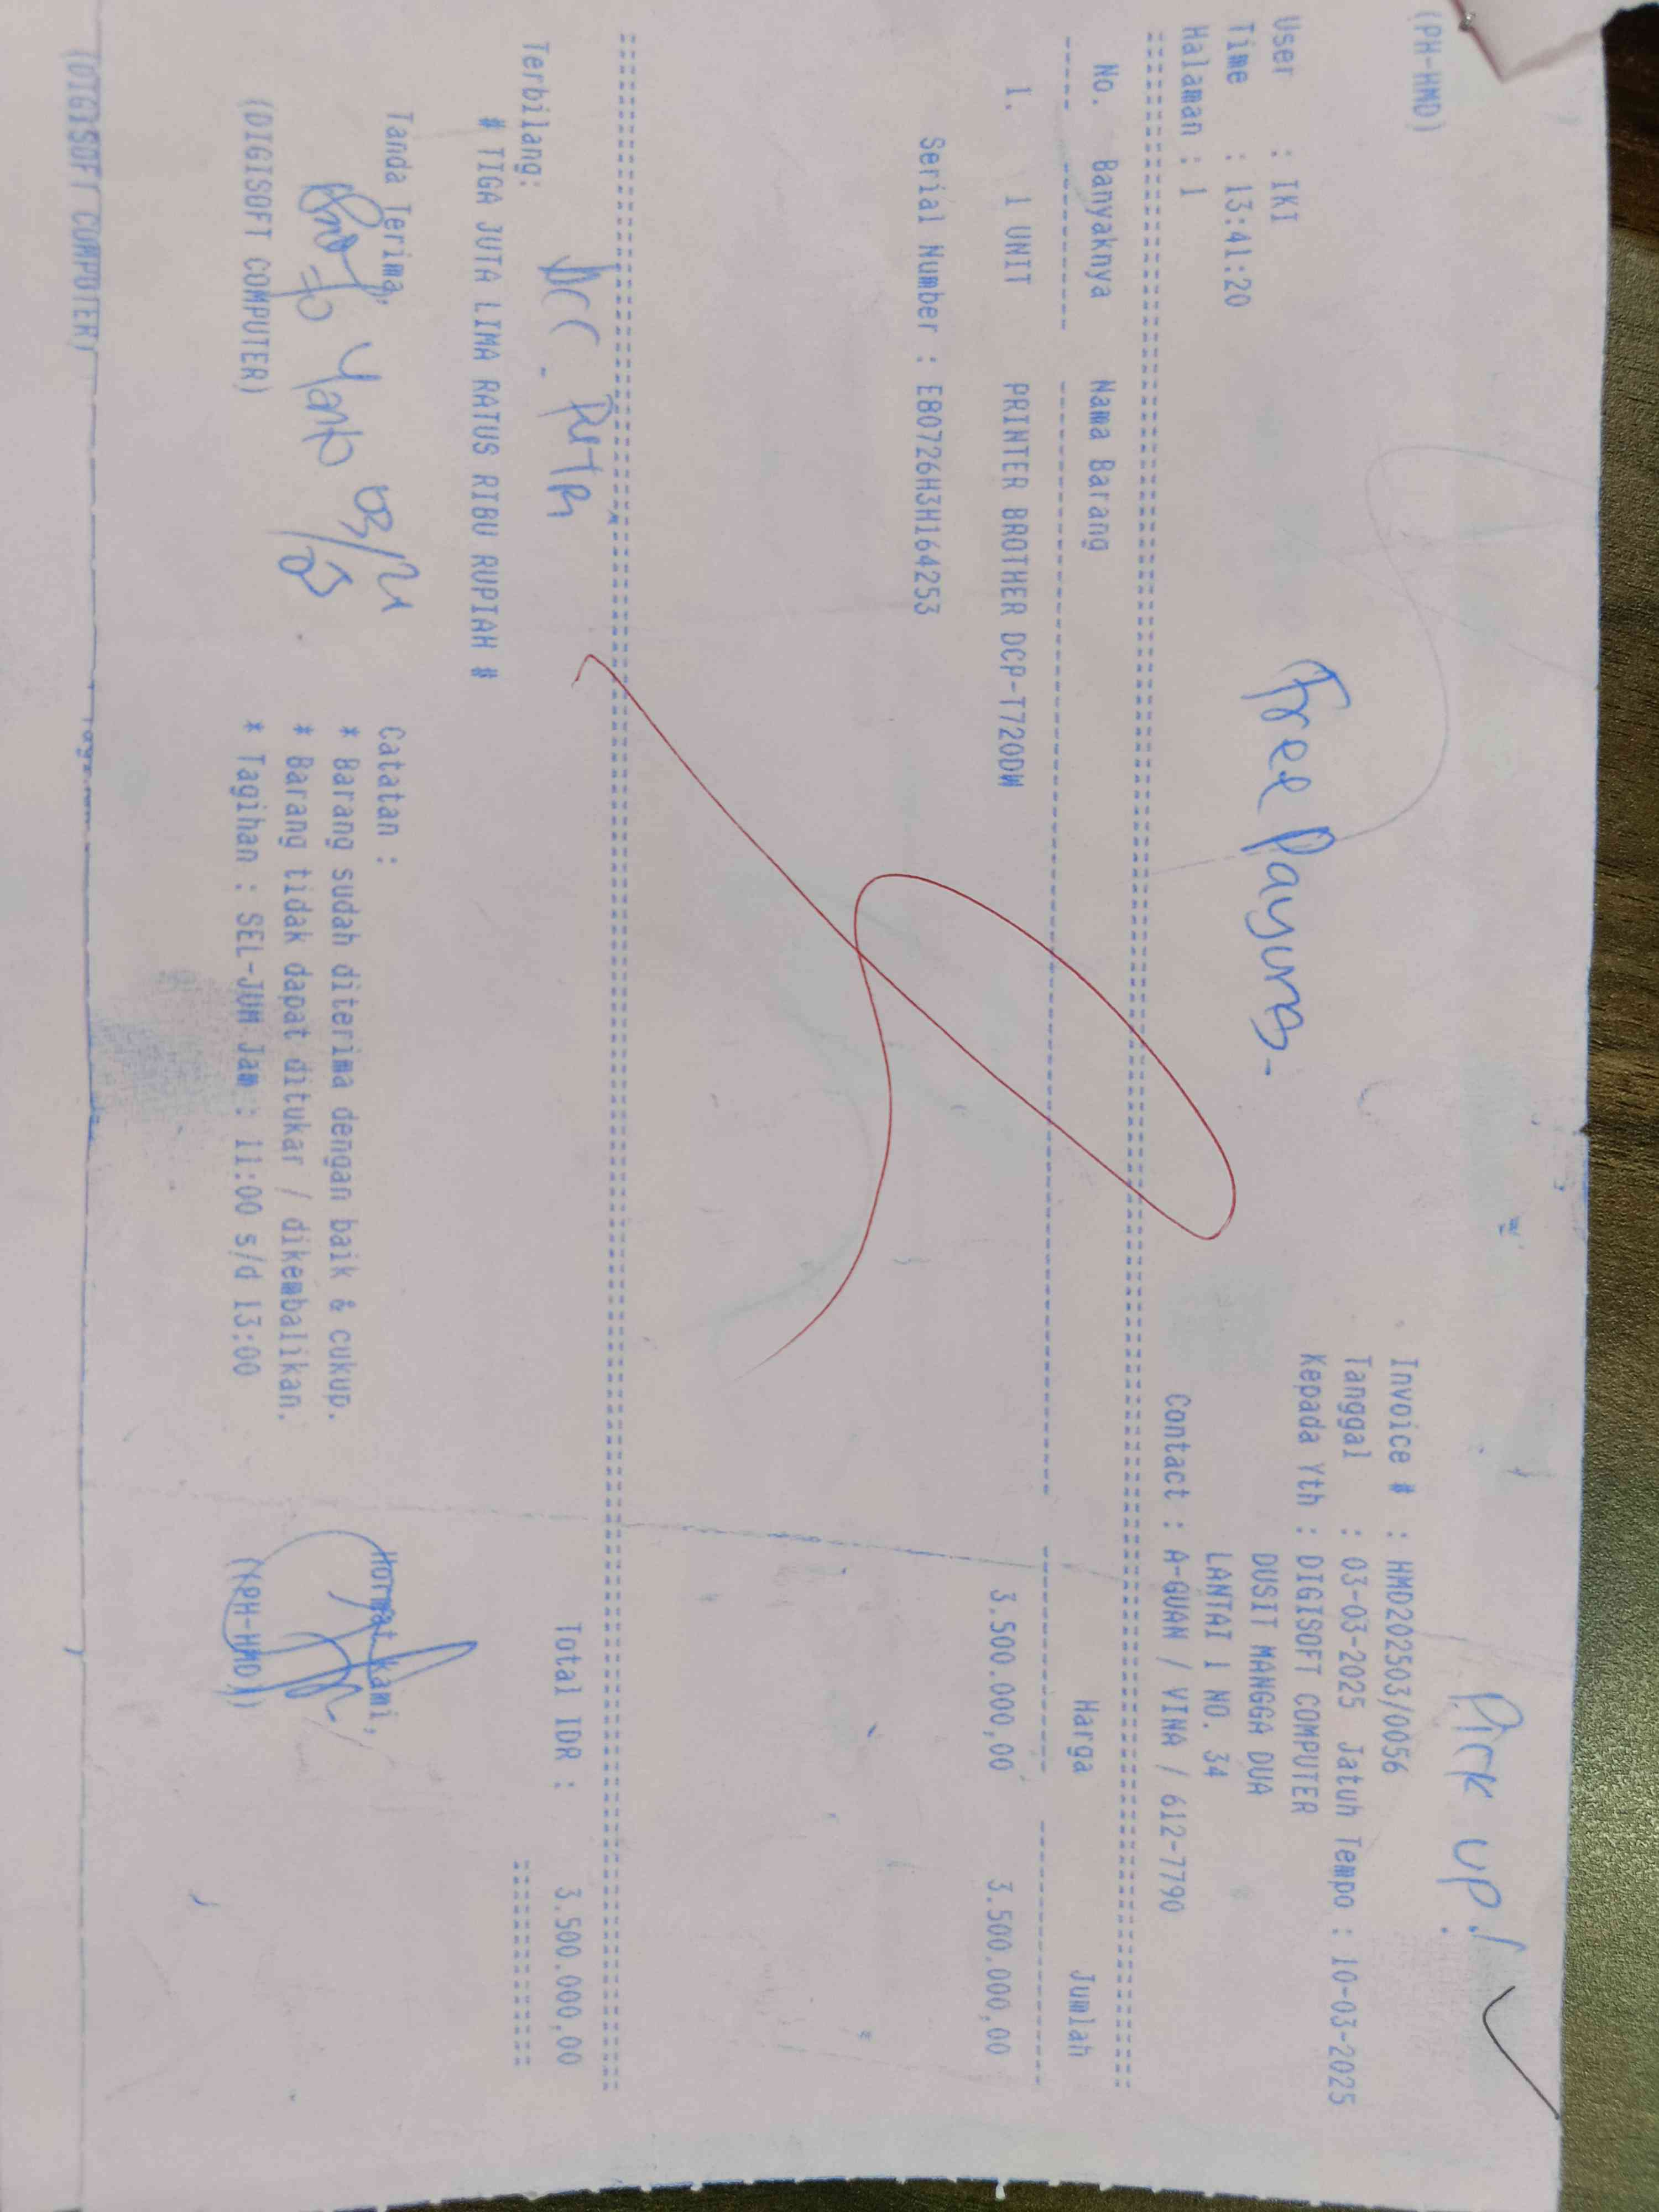 (PH-HMD)
Pick up!
Invoice # : HMD202503/0056
Tanggal : 03-03-2025 Jatuh Tempo : 10-03-2025
User : IKI
Kepada Yth : DIGISOFT COMPUTER
Time : 13:41:20
Free Payung
DUSIT MANGGA DUA
Halaman : 1
LANTAI 1 NO. 34
Contact : A-GUAN / VINA / 612-7790
No. Banyaknya Nama Barang Harga Jumlah
1. 1 UNIT PRINTER BROTHER DCP-T720DW 3.500.000,00 3.500.000,00
Serial Number : E80726H3H164253
Total IDR : 3.500.000,00
Terbilang:
# TIGA JUTA LIMA RATUS RIBU RUPIAH #
Tanda Terima,
Catatan :
Hormat kami,
* Barang sudah diterima dengan baik & cukup.
* Barang tidak dapat ditukar / dikembalikan.
* Tagihan : SEL-JUM Jam : 11:00 s/d 13:00
(DIGISOFT COMPUTER)
(PH-HMD)
(DIGISOFT COMPUTER)